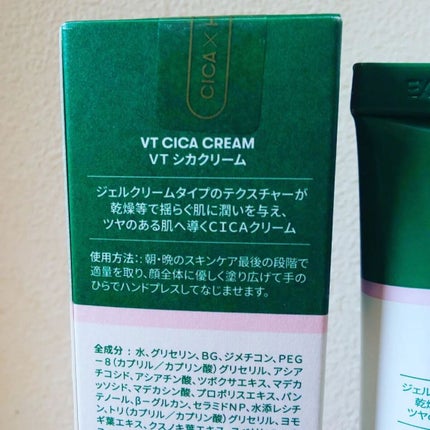 CICA × H
VT CICA CREAM
VT シカクリーム
ジェルクリームタイプのテクスチャーが
乾燥等で揺らぐ肌に潤いを与え、
ツヤのある肌へ導くCICAクリーム
使用方法：:朝・晩のスキンケア最後の段階で
適量を取り、顔全体に優しく塗り広げて手の
ひらでハンドプレスしてなじませます。
全成分：水、グリセリン、BG、ジメチコン、PEG
－8（カプリル／カプリン酸）グリセリル、アシア
チコシド、アシアチン酸、ツボクサエキス、マデカ
ッソシド、マデカシン酸、プロポリスエキス、パン
テノール、β－グルカン、セラミドNP、水添レシチ
ン、トリ（カプリル／カプリン酸）グリセリル、ヨモ
ギ葉エキス、クスノキ葉エキス、
ジェル
乾燥
ツヤの